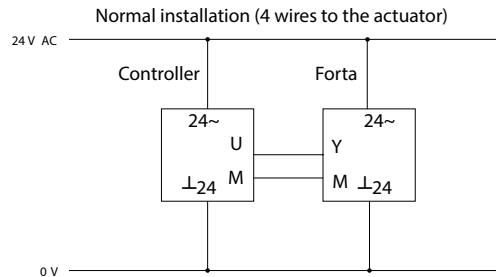 Normal installation (4 wires to the actuator)
24 V AC
Controller Forta
24~ 24~
U Y
M M
⊥24 ⊥24
0 V